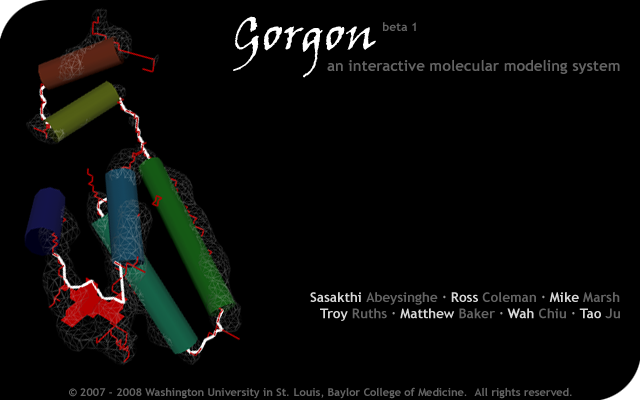 Gorgon beta 1
an interactive molecular modeling system
Sasakthi Abeysinghe · Ross Coleman · Mike Marsh
Troy Ruths · Matthew Baker · Wah Chiu · Tao Ju
© 2007 - 2008 Washington University in St. Louis, Baylor College of Medicine. All rights reserved.